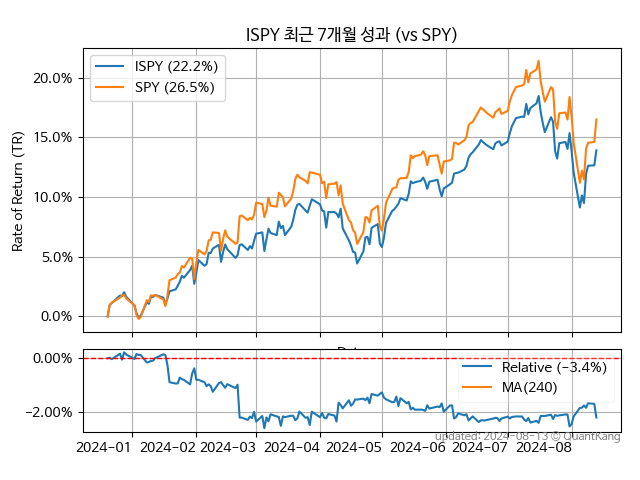 ISPY 최근 7개월 성과 (vs SPY)
ISPY (22.2%)
SPY (26.5%)
Rate of Return (TR)
20.0%
15.0%
10.0%
5.0%
0.0%
0.00%
−2.00%
Relative (−3.4%)
MA(240)
2024−01 2024−02 2024−03 2024−04 2024−05 2024−06 2024−07 2024−08
updated: 2024−08−13 © QuantKang